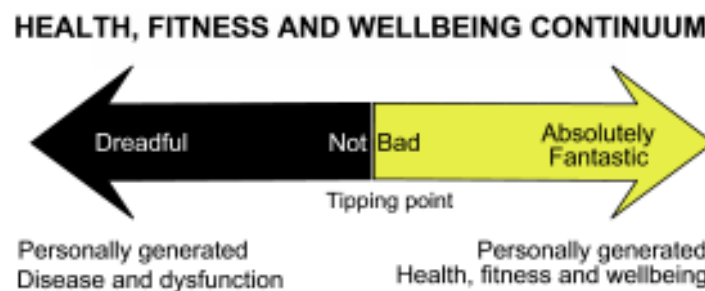 HEALTH, FITNESS AND WELLBEING CONTINUUM
Dreadful Not Bad Absolutely
Fantastic
Tipping point
Personally generated Personally generated
Disease and dysfunction Health, fitness and wellbeing